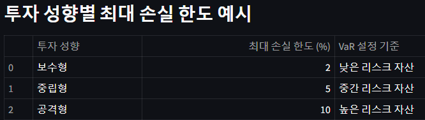 투자 성향별 최대 손실 한도 예시
투자 성향 최대 손실 한도 (%) VaR 설정 기준
0 보수형 2 낮은 리스크 자산
1 중립형 5 중간 리스크 자산
2 공격형 10 높은 리스크 자산